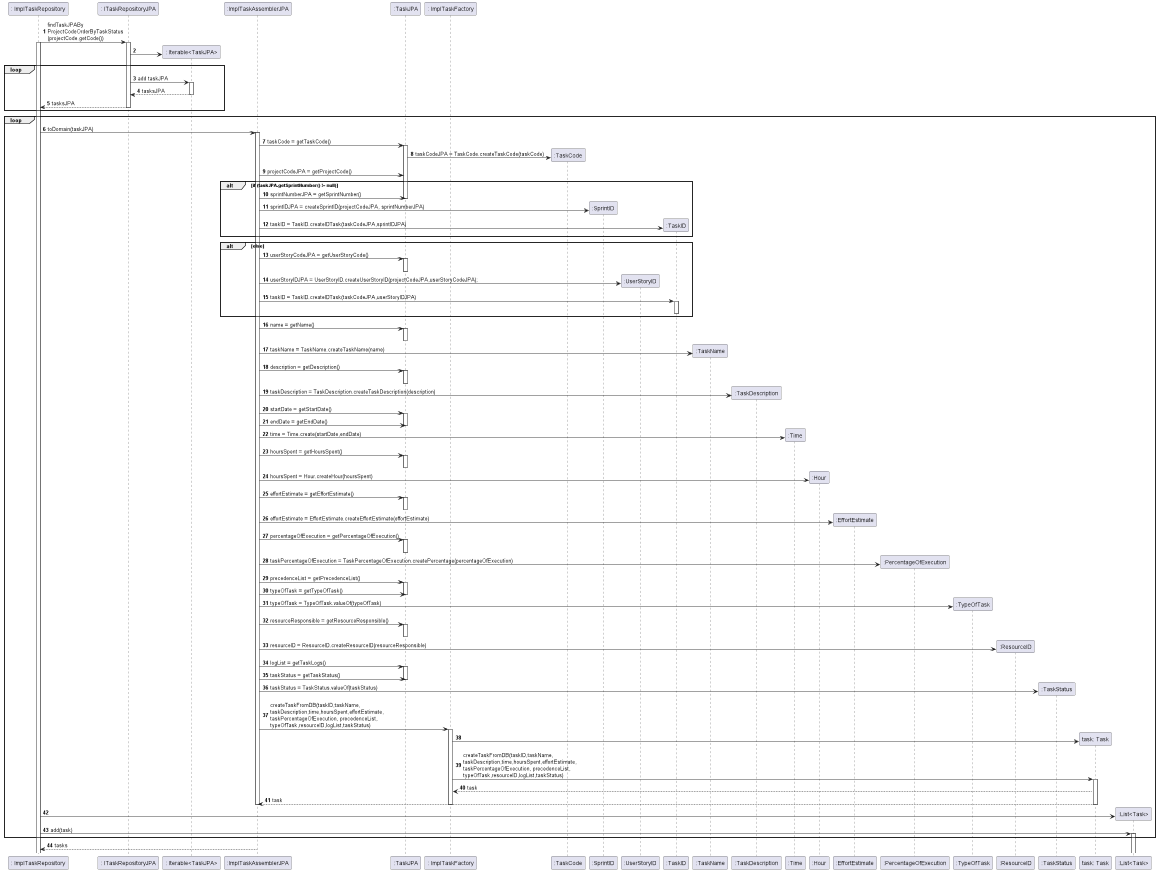 :ImplTaskRepository
: ITaskRepositoryJPA
:ImplTaskAssemblerJPA
:TaskJPA
:ImplTaskFactory
findTaskJPABy
1 ProjectCodeOrderByTaskStatus
(projectCode.getCode())
2
: Iterable<TaskJPA>
loop
3 add taskJPA
4 tasksJPA
5 tasksJPA
loop
6 toDomain(taskJPA)
7 taskCode = getTaskCode()
8 taskCodeJPA = TaskCode.createTaskCode(taskCode)
:TaskCode
9 projectCodeJPA = getProjectCode()
alt [if (taskJPA.getSprintNumber() != null)]
10 sprintNumberJPA = getSprintNumber()
11 sprintIDJPA = createSprintID(projectCodeJPA, sprintNumberJPA)
:SprintID
12 taskID = TaskID.createIDTask(taskCodeJPA,sprintIDJPA)
:TaskID
alt [else]
13 userStoryCodeJPA = getUserStoryCode()
14 userStoryIDJPA = UserStoryID.createUserStoryID(projectCodeJPA,userStoryCodeJPA);
:UserStoryID
15 taskID = TaskID.createIDTask(taskCodeJPA,userStoryIDJPA)
16 name = getName()
17 taskName = TaskName.createTaskName(name)
:TaskName
18 description = getDescription()
19 taskDescription = TaskDescription.createTaskDescription(description)
:TaskDescription
20 startDate = getStartDate()
21 endDate = getEndDate()
22 time = Time.create(startDate,endDate)
:Time
23 hoursSpent = getHoursSpent()
24 hoursSpent = Hour.createHour(hoursSpent)
:Hour
25 effortEstimate = getEffortEstimate()
26 effortEstimate = EffortEstimate.createEffortEstimate(effortEstimate)
:EffortEstimate
27 percentageOfExecution = getPercentageOfExecution()
28 taskPercentageOfExecution = TaskPercentageOfExecution.createPercentage(percentageOfExecution)
:PercentageOfExecution
29 precedenceList = getPrecedenceList()
30 typeOfTask = getTypeOfTask()
31 typeOfTask = TypeOfTask.valueOf(typeOfTask)
:TypeOfTask
32 resourceResponsible = getResourceResponsible()
33 resourceID = ResourceID.createResourceID(resourceResponsible)
:ResourceID
34 logList = getTaskLogs()
35 taskStatus = getTaskStatus()
36 taskStatus = TaskStatus.valueOf(taskStatus)
:TaskStatus
createTaskFromDB(taskID,taskName,
taskDescription,time,hoursSpent,effortEstimate,
37 taskPercentageOfExecution, precedenceList,
typeOfTask,resourceID,logList,taskStatus)
38
task: Task
createTaskFromDB(taskID,taskName,
taskDescription,time,hoursSpent,effortEstimate,
39 taskPercentageOfExecution, precedenceList,
typeOfTask,resourceID,logList,taskStatus)
40 task
41 task
42
:List<Task>
43 add(task)
44 tasks
:ImplTaskRepository
: ITaskRepositoryJPA
: Iterable<TaskJPA>
:ImplTaskAssemblerJPA
:TaskJPA
:ImplTaskFactory
:TaskCode
:SprintID
:UserStoryID
:TaskID
:TaskName
:TaskDescription
:Time
:Hour
:EffortEstimate
:PercentageOfExecution
:TypeOfTask
:ResourceID
:TaskStatus
task: Task
:List<Task>